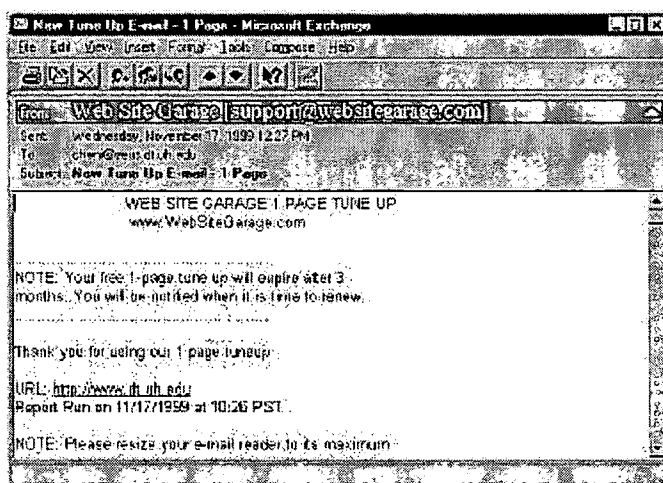 New Tune Up E-mail - 1 Page - Microsoft Exchange
File Edit View Insert Format Tools Compose Help
From: Web Site Garage [support@websitegarage.com]
Sent: Wednesday, November 17, 1999 12:27 PM
To:
Subject: New Tune Up E-mail - 1 Page
WEB SITE GARAGE 1 PAGE TUNE UP
www.WebSiteGarage.com
NOTE: Your free 1-page tune up will expire after 3
months. You will be notified when it is time to renew.
Thank you for using our 1 page tuneup
URL:
Report Run on 11/17/1999 at 10:26 PST.
NOTE: Please resize your e-mail reader to its maximum